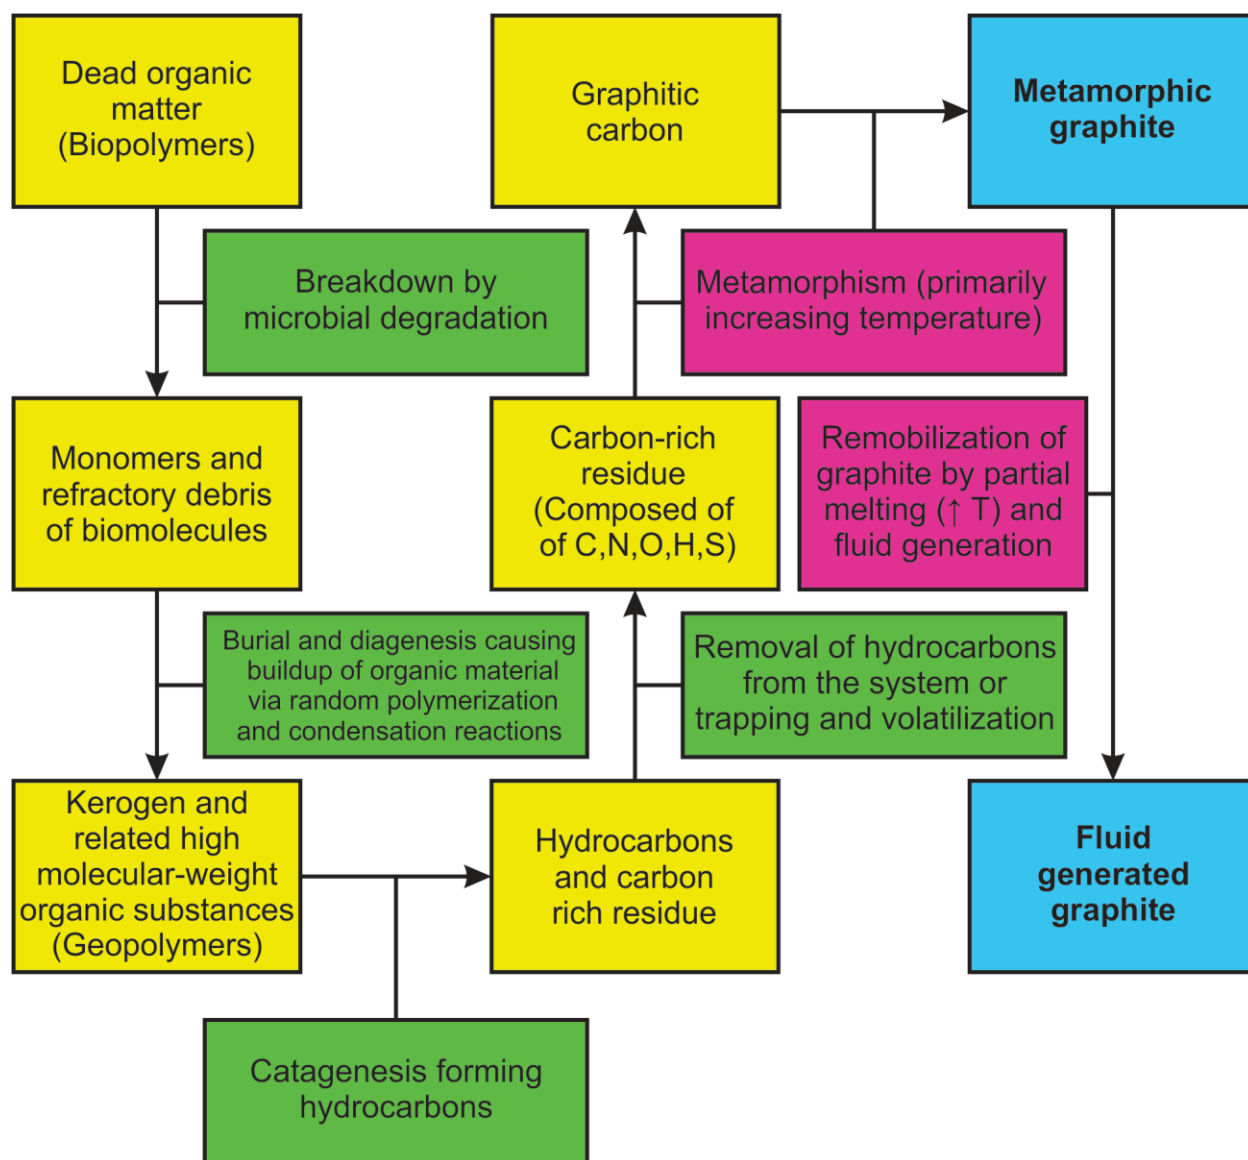 Dead organic
matter
(Biopolymers)
Breakdown by
microbial degradation
Monomers and
refractory debris
of biomolecules
Burial and diagenesis causing
buildup of organic material
via random polymerization
and condensation reactions
Kerogen and
related high
molecular-weight
organic substances
(Geopolymers)
Catagenesis forming
hydrocarbons
Hydrocarbons
and carbon
rich residue
Removal of hydrocarbons
from the system or
trapping and volatilization
Carbon-rich
residue
(Composed of
of C,N,O,H,S)
Metamorphism (primarily
increasing temperature)
Graphitic
carbon
Metamorphic
graphite
Remobilization of
graphite by partial
melting (↑ T) and
fluid generation
Fluid
generated
graphite